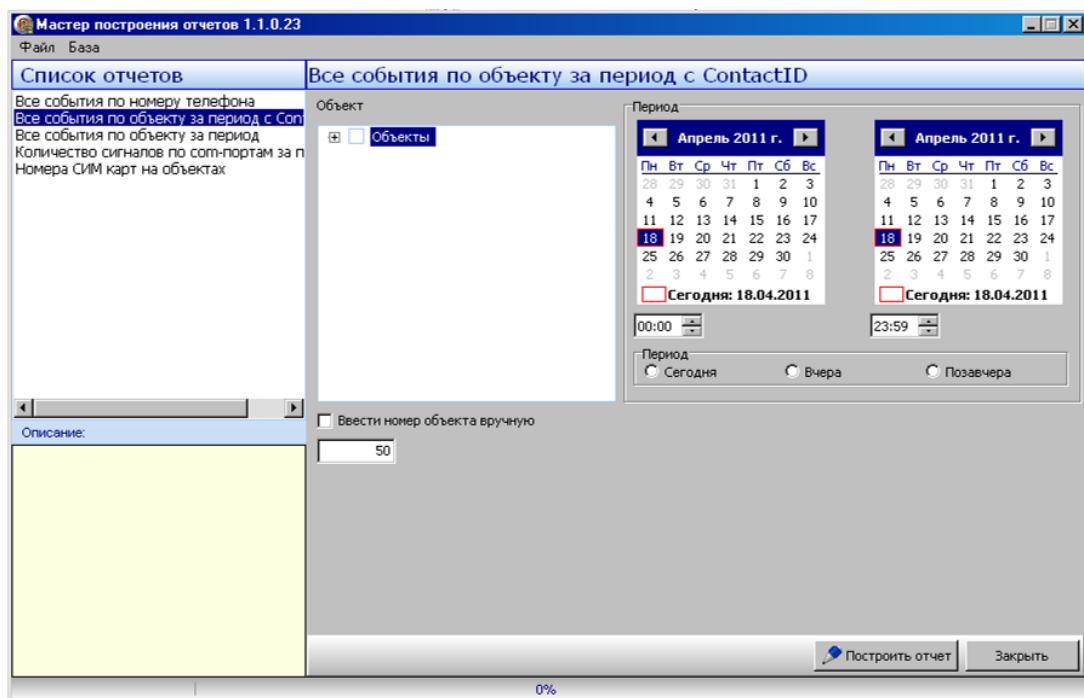 Мастер построения отчетов 1.1.0.23
Файл База
Список отчетов
Все события по номеру телефона
Все события по объекту за период с Con
Все события по объекту за период
Количество сигналов по com-портам за п
Номера СИМ карт на объектах
Описание:
Все события по объекту за период с ContactID
Объект
Объекты
Ввести номер объекта вручную
50
Период
Апрель 2011 г.
Пн Вт Ср Чт Пт Сб Вс
28 29 30 31 1 2 3
4 5 6 7 8 9 10
11 12 13 14 15 16 17
18 19 20 21 22 23 24
25 26 27 28 29 30 1
2 3 4 5 6 7 8
Сегодня: 18.04.2011
00:00
Апрель 2011 г.
Пн Вт Ср Чт Пт Сб Вс
28 29 30 31 1 2 3
4 5 6 7 8 9 10
11 12 13 14 15 16 17
18 19 20 21 22 23 24
25 26 27 28 29 30 1
2 3 4 5 6 7 8
Сегодня: 18.04.2011
23:59
Период
Сегодня Вчера Позавчера
Построить отчет Закрыть
0%